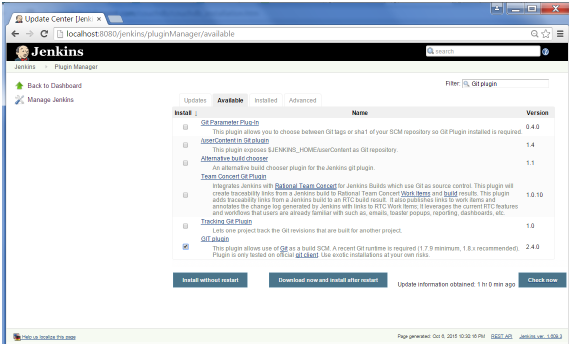 Update Center [Jenki
localhost:8080/jenkins/pluginManager/available
Jenkins
search
Jenkins
Plugin Manager
Back to Dashboard
Manage Jenkins
Filter: Git plugin
Updates Available Installed Advanced
Install ↓ Name Version
Git Parameter Plug-In
This plugin allows you to choose between Git tags or sha1 of your SCM repository so Git Plugin installed is required.
0.4.0
/userContent in Git plugin
This plugin exposes $JENKINS_HOME/userContent as Git repository.
1.4
Alternative build chooser
An alternative build chooser plugin for the Jenkins git plugin.
1.1
Team Concert Git Plugin
Integrates Jenkins with Rational Team Concert for Jenkins Builds which use Git as source control. This plugin will
create traceability links from a Jenkins build to Rational Team Concert Work Items and build results. This plugin
adds traceability links from a Jenkins build to an RTC build result. It also publishes links to work items and
annotates the change log generated by Jenkins with links to RTC Work Items. It leverages the current RTC features
and workflows that users are already familiar with such as, emails, toaster popups, reporting, dashboards, etc.
1.0.10
Tracking Git Plugin
Lets one project track the Git revisions that are built for another project.
1.0
GIT plugin
This plugin allows use of Git as a build SCM. A recent Git runtime is required (1.7.9 minimum, 1.8.x recommended).
Plugin is only tested on official git client. Use exotic installations at your own risks.
2.4.0
Install without restart
Download now and install after restart
Update information obtained: 1 hr 0 min ago
Check now
Help us localize this page
Page generated: Oct 6, 2015 10:32:16 PM
REST API
Jenkins ver. 1.609.3